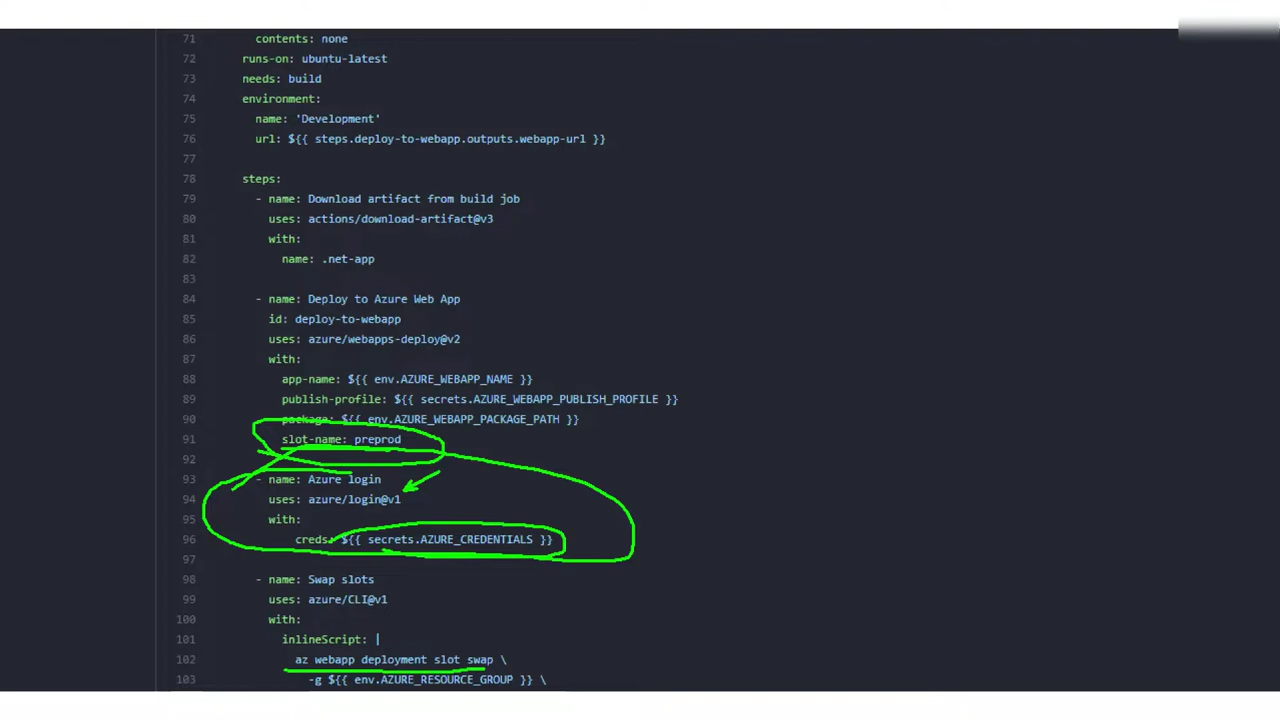 71 contents: none
72 runs-on: ubuntu-latest
73 needs: build
74 environment:
75 name: 'Development'
76 url: ${{ steps.deploy-to-webapp.outputs.webapp-url }}
77
78 steps:
79 - name: Download artifact from build job
80 uses: actions/download-artifact@v3
81 with:
82 name: .net-app
83
84 - name: Deploy to Azure Web App
85 id: deploy-to-webapp
86 uses: azure/webapps-deploy@v2
87 with:
88 app-name: ${{ env.AZURE_WEBAPP_NAME }}
89 publish-profile: ${{ secrets.AZURE_WEBAPP_PUBLISH_PROFILE }}
90 package: ${{ env.AZURE_WEBAPP_PACKAGE_PATH }}
91 slot-name: preprod
92
93 - name: Azure login
94 uses: azure/login@v1
95 with:
96 creds: ${{ secrets.AZURE_CREDENTIALS }}
97
98 - name: Swap slots
99 uses: azure/CLI@v1
100 with:
101 inlineScript: |
102 az webapp deployment slot swap \
103 -g ${{ env.AZURE_RESOURCE_GROUP }} \